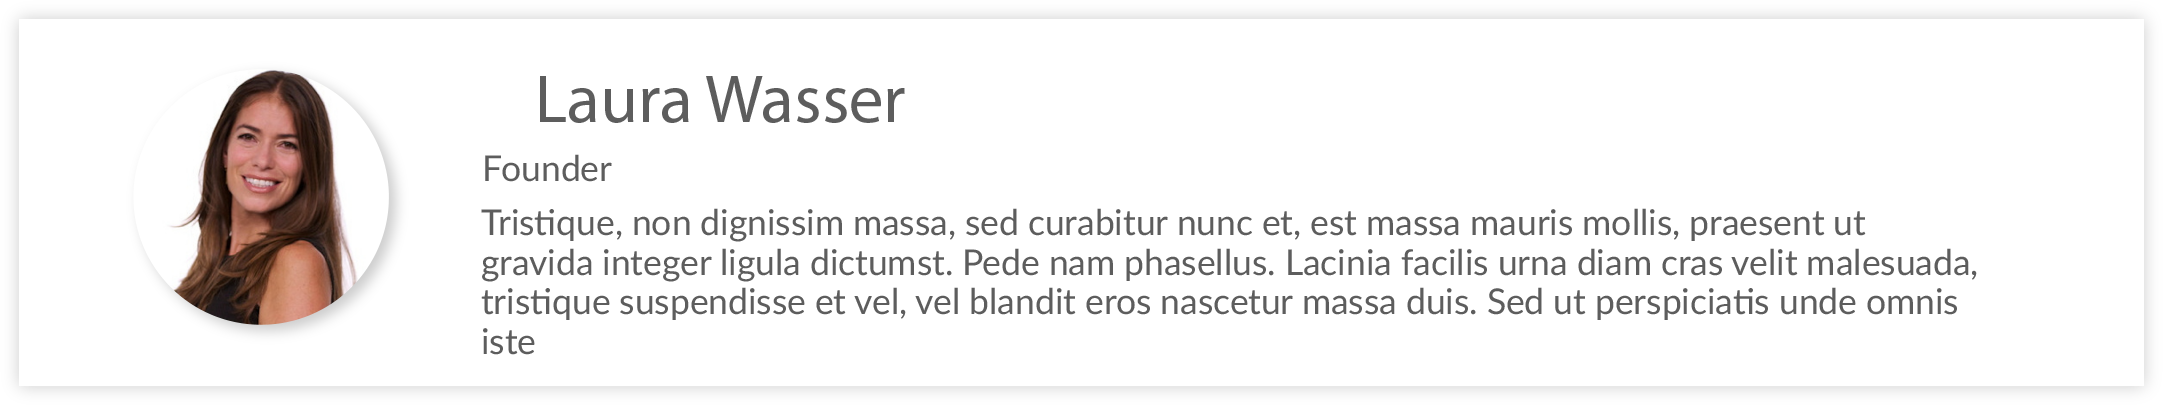 Laura Wasser
Founder
Tristique, non dignissim massa, sed curabitur nunc et, est massa mauris mollis, praesent ut
gravida integer ligula dictumst. Pede nam phasellus. Lacinia facilis urna diam cras velit malesuada,
tristique suspendisse et vel, vel blandit eros nascetur massa duis. Sed ut perspiciatis unde omnis
iste